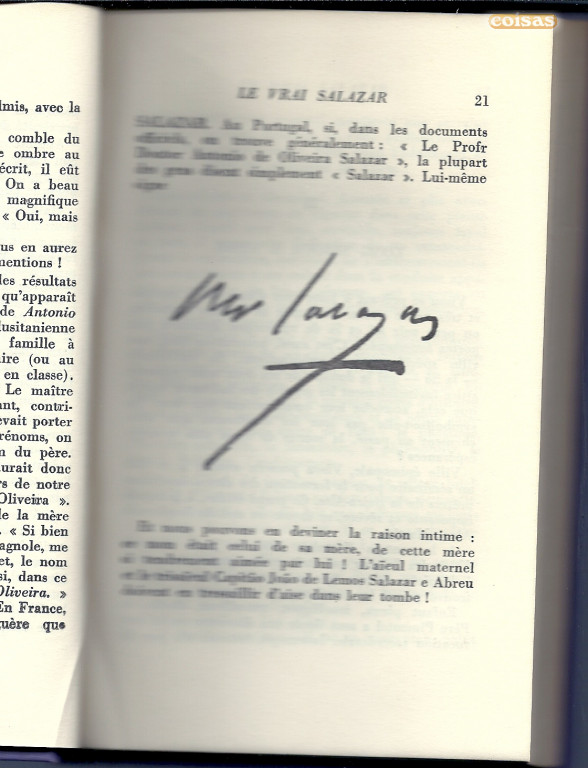 coisas
lmis, avec la
comble du
e ombre au
écrit, il eût
On a beau
magnifique
« Oui, mais
us en aurez
mentions !
les résultats
qu'apparaît
de Antonio
lusitanienne
famille à
ire (ou au
en classe).
Le maître
ant, contri-
evait porter
rénoms, on
n du père.
urait donc
rs de notre
Oliveira ».
le la mère
. « Si bien
agnole, me
et, le nom
si, dans ce
Oliveira. »
En France,
uère que
LE VRAI SALAZAR 21
SALAZAR. Au Portugal, si, dans les documents
officiels, on trouve généralement : « Le Profr
Doutor Antonio de Oliveira Salazar », la plupart
des gens disent simplement « Salazar ». Lui-même
signe
Salazar
Et nous pouvons en deviner la raison intime :
ce nom était celui de sa mère, de cette mère
si tendrement aimée par lui ! L'aïeul maternel
et le trisaïeul Capitão João de Lemos Salazar e Abreu
doivent en tressaillir d'aise dans leur tombe !